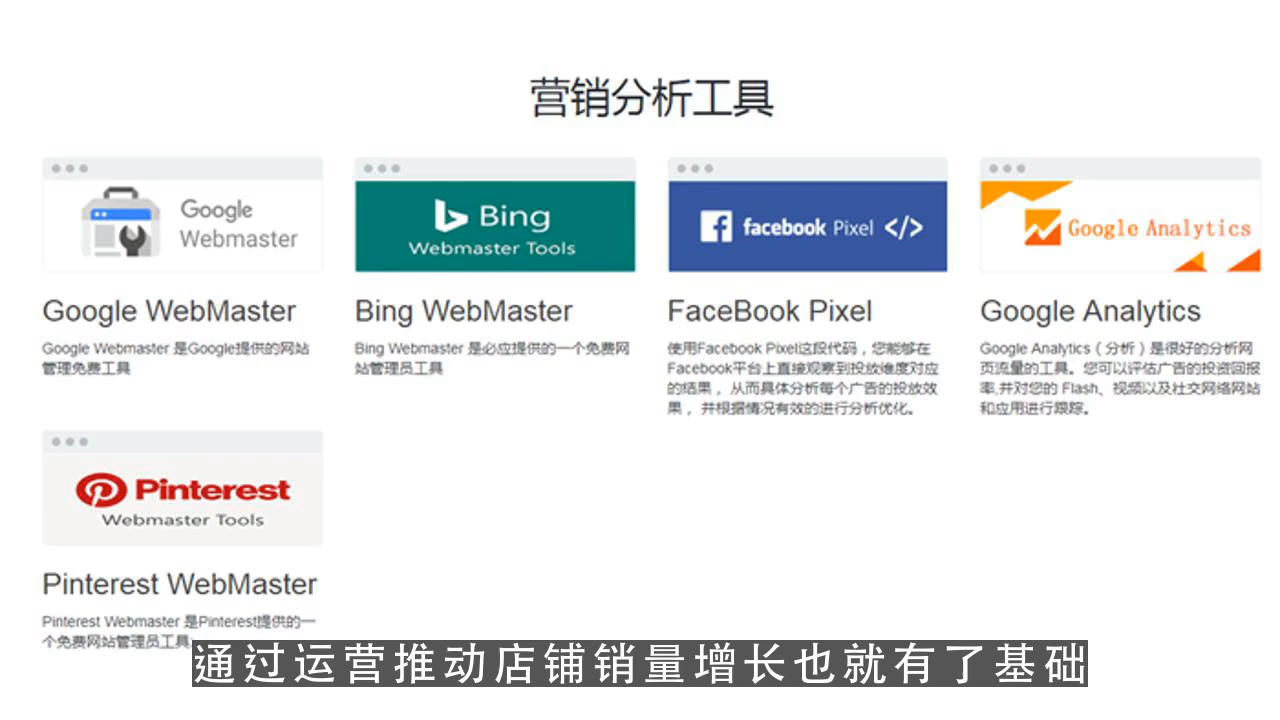 营销分析工具
Google
Webmaster
Bing
Webmaster Tools
facebook Pixel </>
Google Analytics
Google WebMaster
Bing WebMaster
FaceBook Pixel
Google Analytics
Google Webmaster 是Google提供的网站
管理免费工具
Bing Webmaster 是必应提供的一个免费网
站管理员工具
使用Facebook Pixel这段代码，您能够在
Facebook平台上直接观察到投放维度对应
的结果，从而具体分析每个广告的投放效
果，并根据情况有效的进行分析优化。
Google Analytics（分析）是很好的分析网
页流量的工具。您可以评估广告的投资回报
率,并对您的 Flash、视频以及社交网络网站
和应用进行跟踪。
Pinterest
Webmaster Tools
Pinterest WebMaster
Pinterest Webmaster 是Pinterest提供的一
个免费网站管理员工具
通过运营推动店铺销量增长也就有了基础